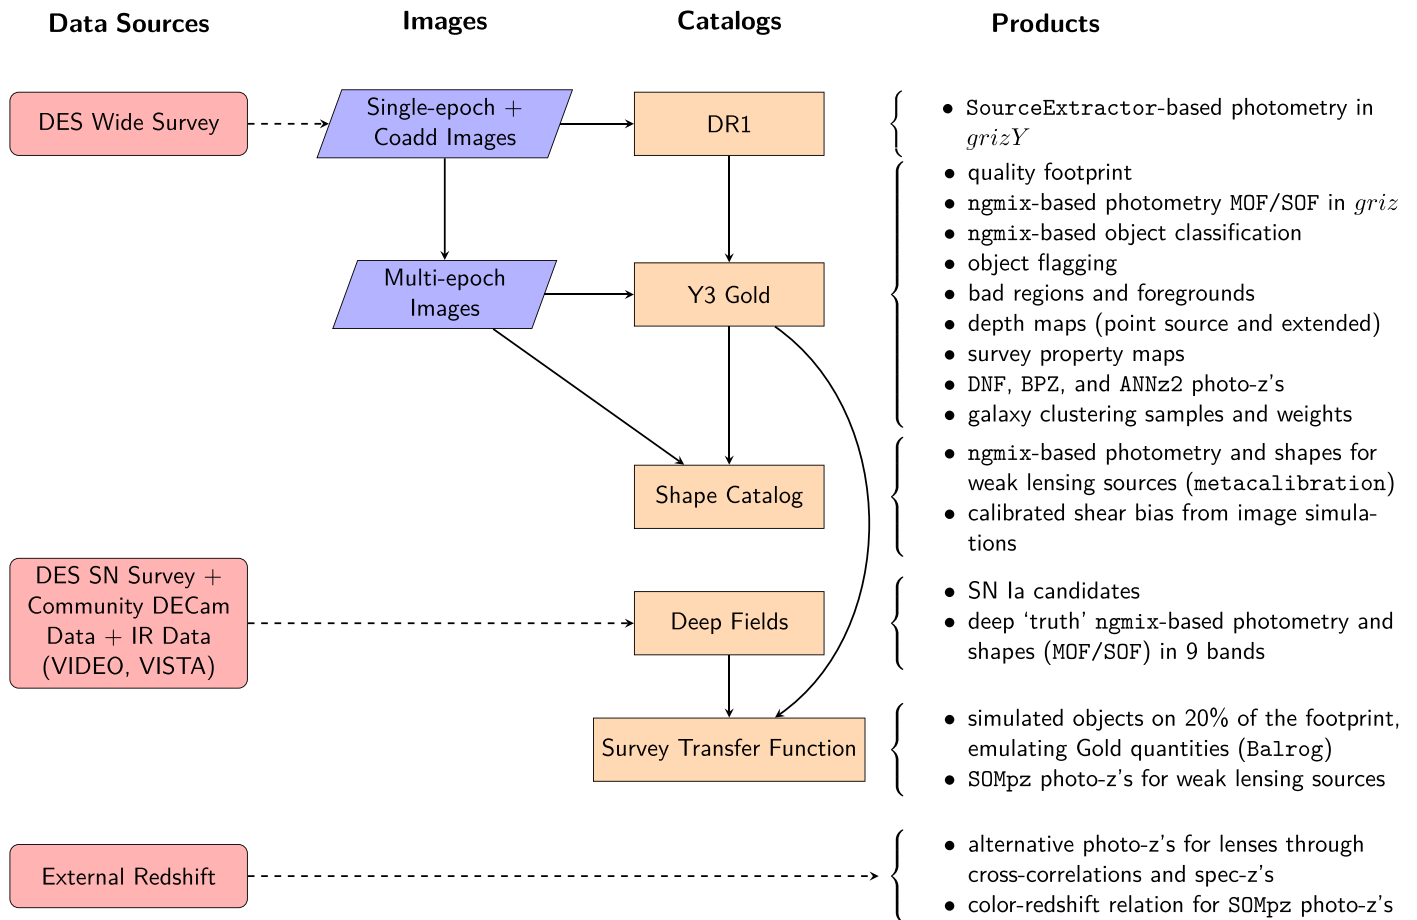 Data Sources
Images
Catalogs
Products
DES Wide Survey
Single-epoch +
Coadd Images
DR1
• SourceExtractor-based photometry in
grizY
• quality footprint
• ngmix-based photometry MOF/SOF in griz
• ngmix-based object classification
• object flagging
• bad regions and foregrounds
• depth maps (point source and extended)
• survey property maps
• DNF, BPZ, and ANNz2 photo-z's
• galaxy clustering samples and weights
Multi-epoch
Images
Y3 Gold
Shape Catalog
• ngmix-based photometry and shapes for
weak lensing sources (metacalibration)
• calibrated shear bias from image simula-
tions
DES SN Survey +
Community DECam
Data + IR Data
(VIDEO, VISTA)
Deep Fields
• SN Ia candidates
• deep ‘truth’ ngmix-based photometry and
shapes (MOF/SOF) in 9 bands
Survey Transfer Function
• simulated objects on 20% of the footprint,
emulating Gold quantities (Balrog)
• SOMpz photo-z's for weak lensing sources
External Redshift
• alternative photo-z's for lenses through
cross-correlations and spec-z's
• color-redshift relation for SOMpz photo-z's